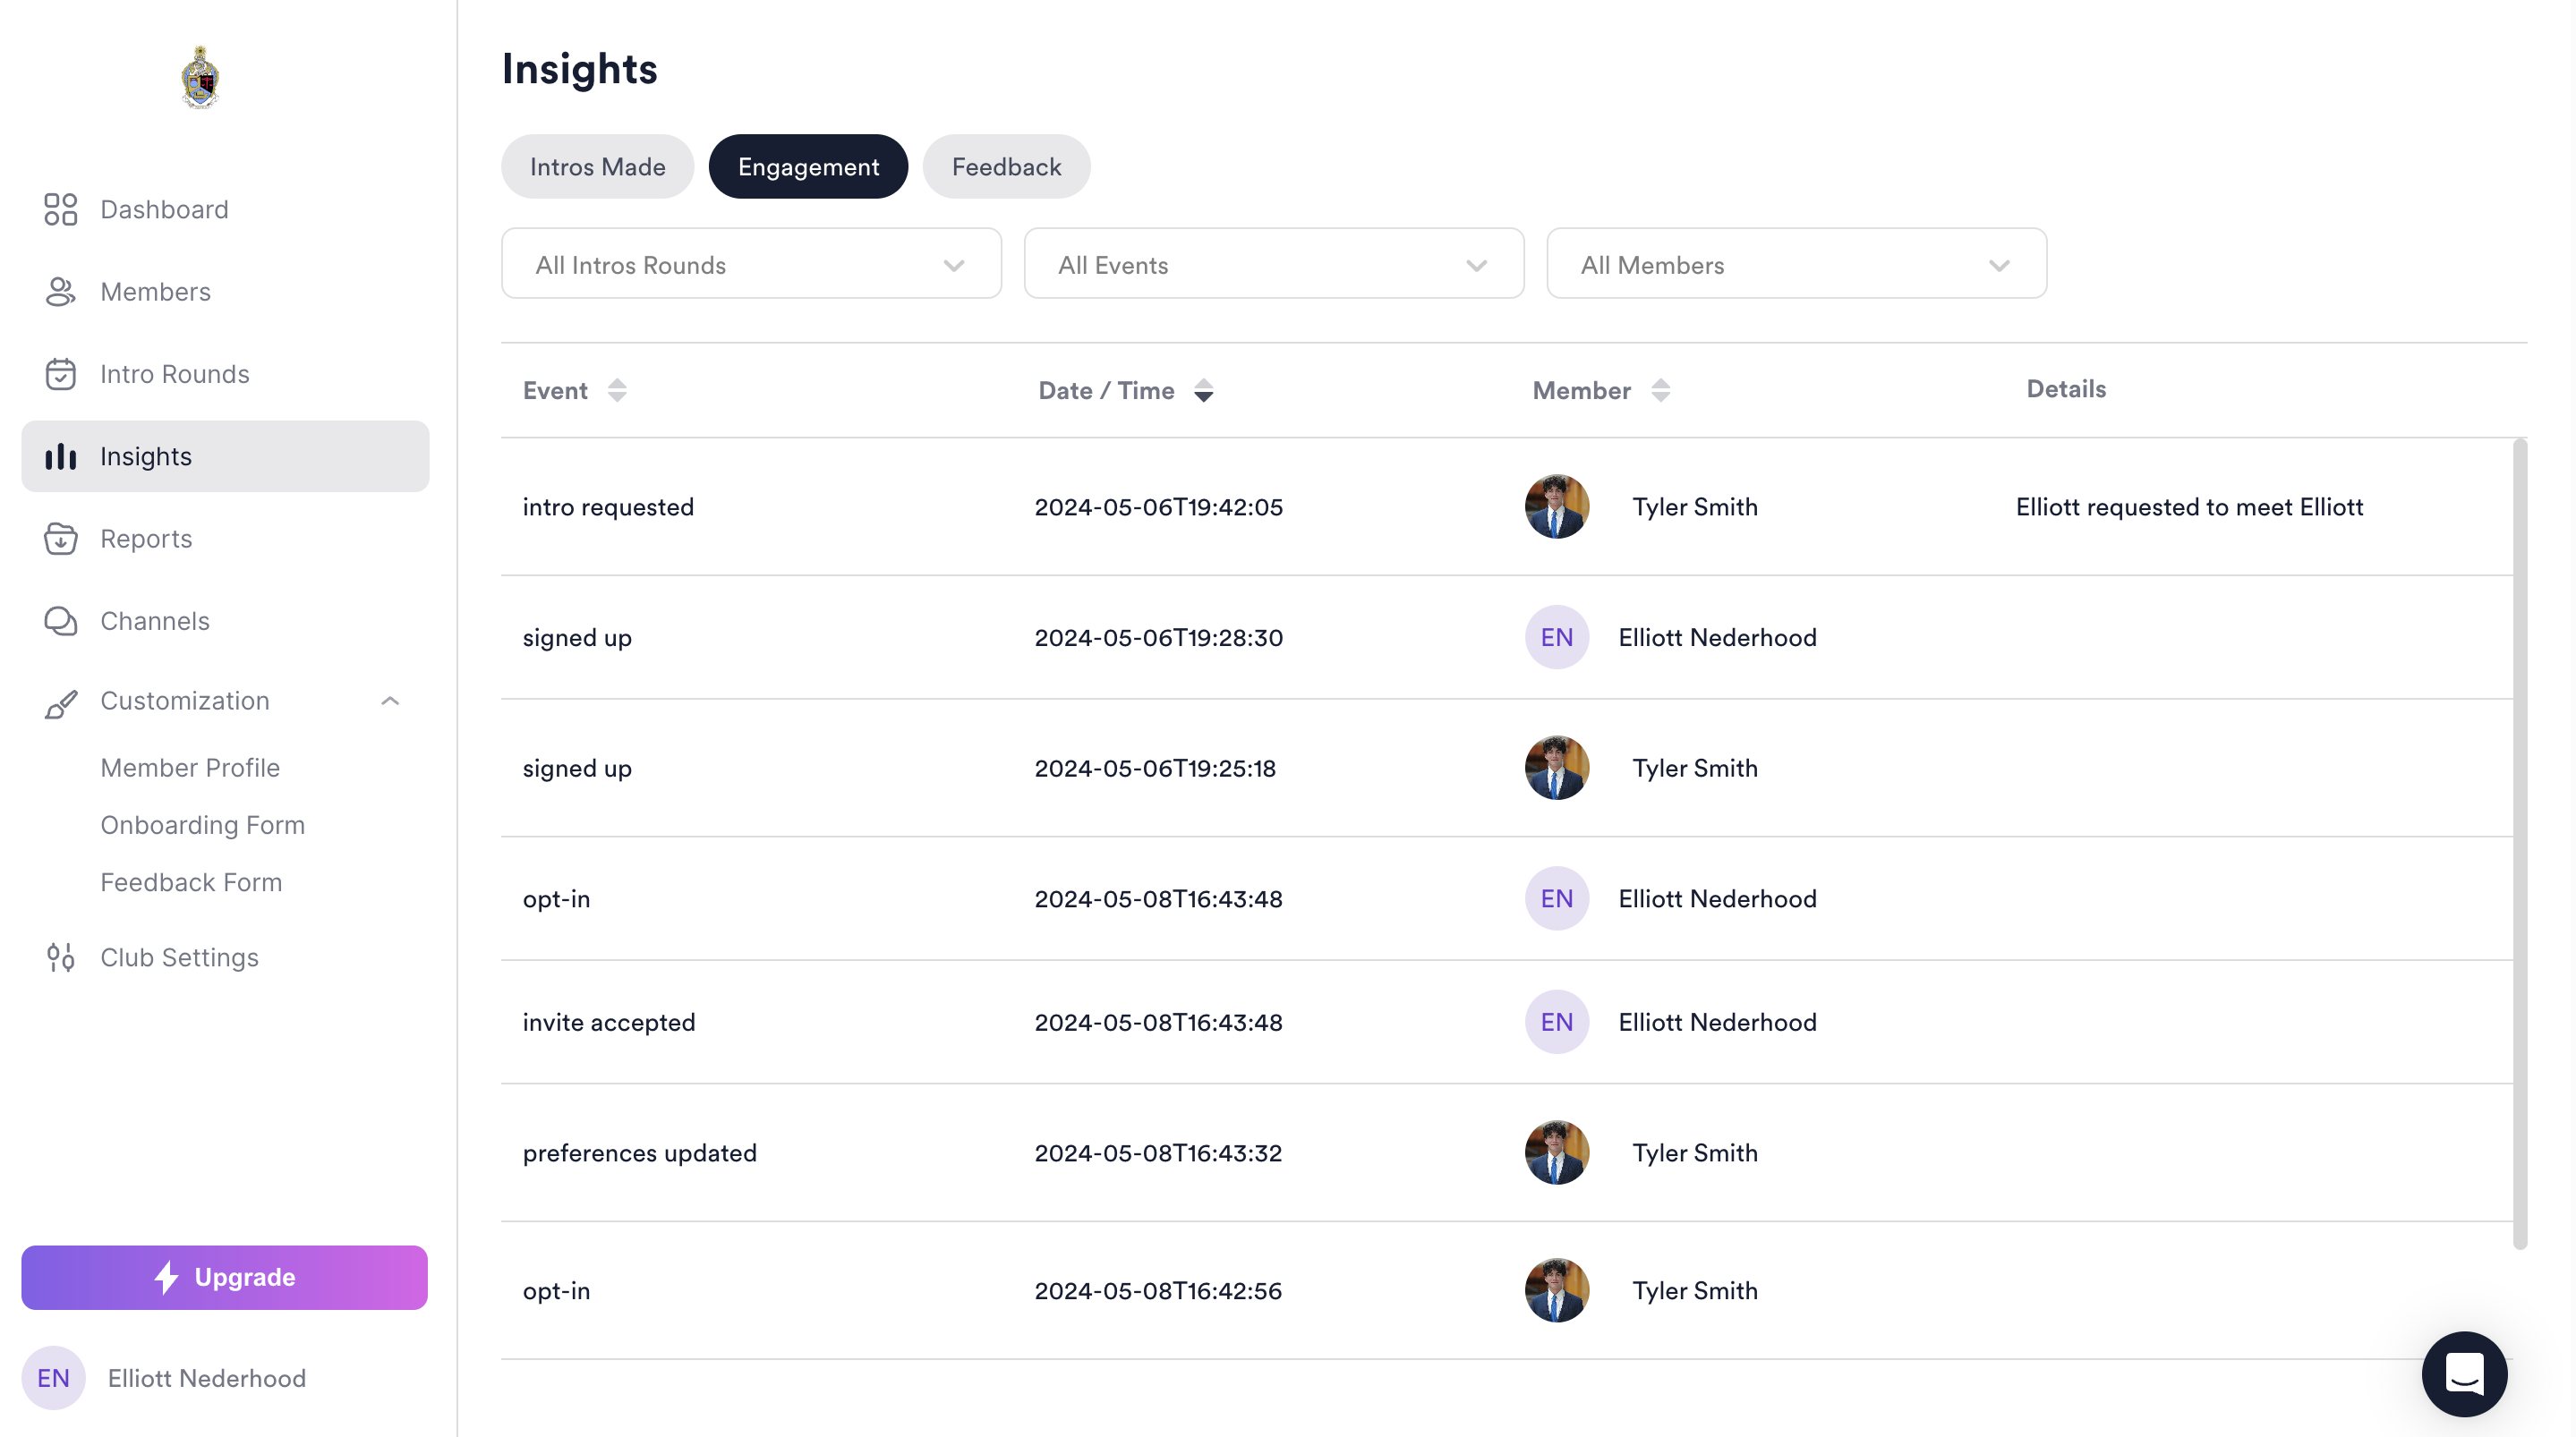 Insights
Intros Made
Engagement
Feedback
All Intros Rounds
All Events
All Members
Event
Date / Time
Member
Details
intro requested
2024-05-06T19:42:05
Tyler Smith
Elliott requested to meet Elliott
signed up
2024-05-06T19:28:30
EN
Elliott Nederhood
signed up
2024-05-06T19:25:18
Tyler Smith
opt-in
2024-05-08T16:43:48
EN
Elliott Nederhood
invite accepted
2024-05-08T16:43:48
EN
Elliott Nederhood
preferences updated
2024-05-08T16:43:32
Tyler Smith
opt-in
2024-05-08T16:42:56
Tyler Smith
Dashboard
Members
Intro Rounds
Insights
Reports
Channels
Customization
Member Profile
Onboarding Form
Feedback Form
Club Settings
Upgrade
EN
Elliott Nederhood